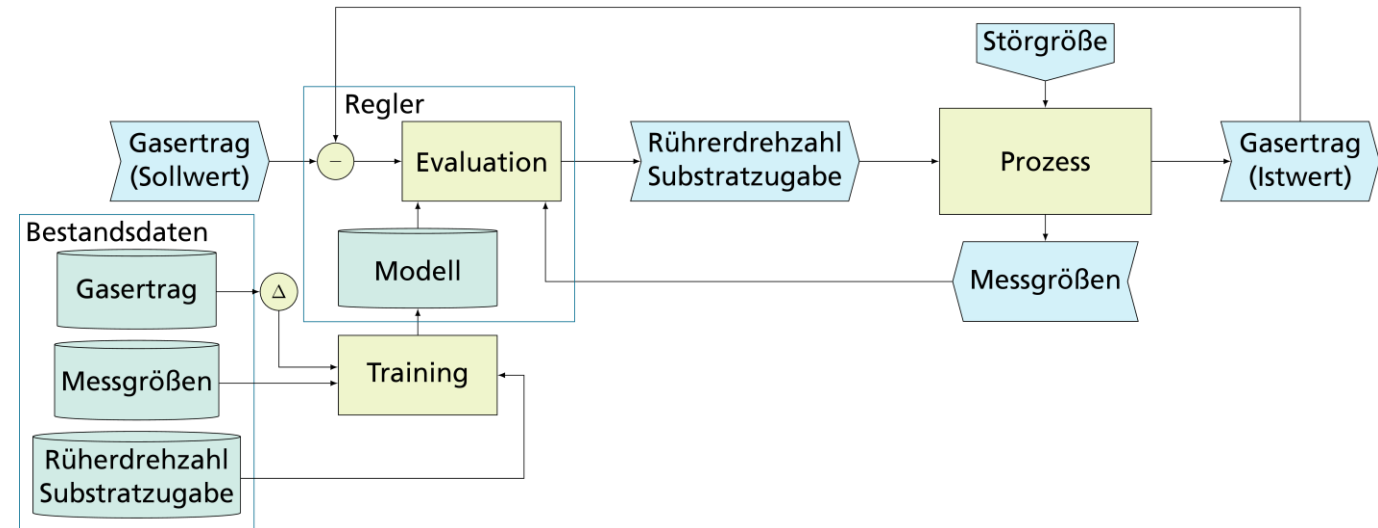 Störgröße
Regler
Gasertrag
(Sollwert)
−
Evaluation
Rührerdrehzahl
Substratzugabe
Prozess
Gasertrag
(Istwert)
Bestandsdaten
Gasertrag
Δ
Modell
Messgrößen
Messgrößen
Training
Rüherdrehzahl
Substratzugabe